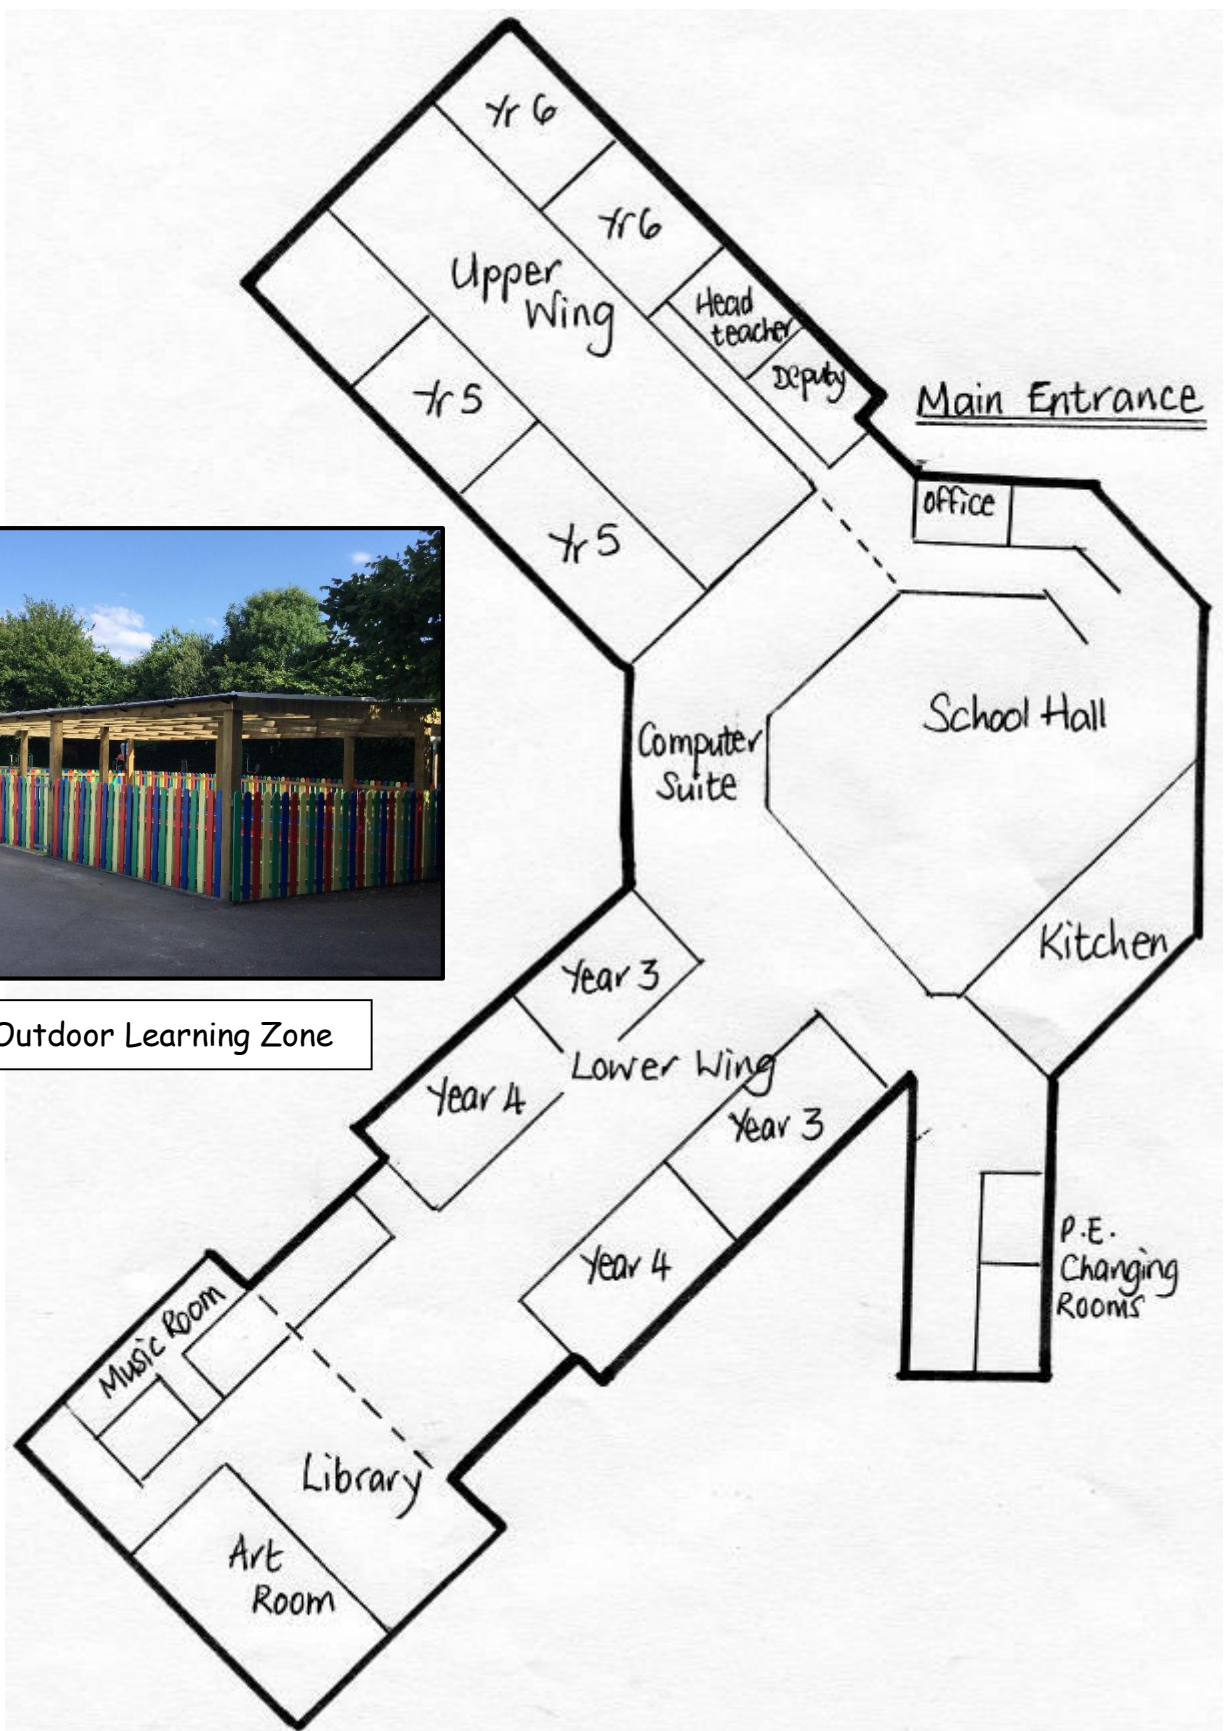 Yr 6
Yr 6
Upper
Wing
Head
teacher
Deputy
Main Entrance
Yr 5
office
Yr 5
School Hall
Computer
Suite
Kitchen
Year 3
Outdoor Learning Zone
Lower Wing
Year 4
Year 3
P.E.
Changing
Rooms
Year 4
Music Room
Library
Art
Room